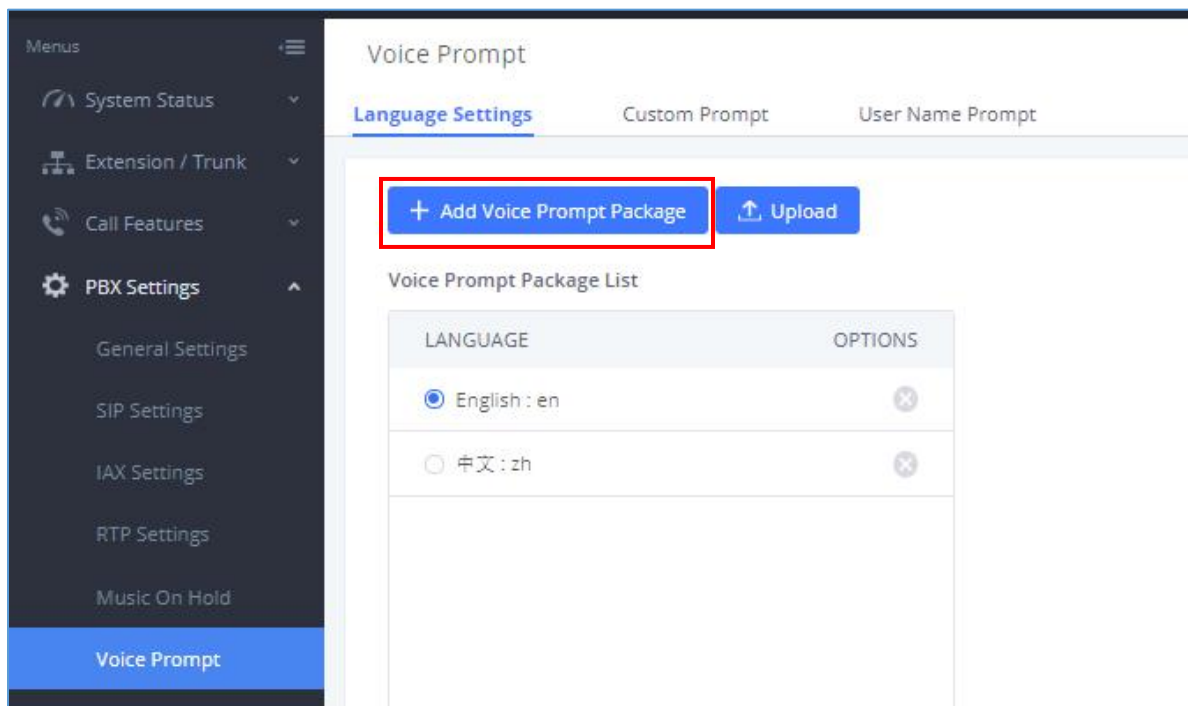 Menus
System Status
Extension / Trunk
Call Features
PBX Settings
General Settings
SIP Settings
IAX Settings
RTP Settings
Music On Hold
Voice Prompt
Voice Prompt
Language Settings Custom Prompt User Name Prompt
+ Add Voice Prompt Package Upload
Voice Prompt Package List
LANGUAGE OPTIONS
English : en
中文 : zh